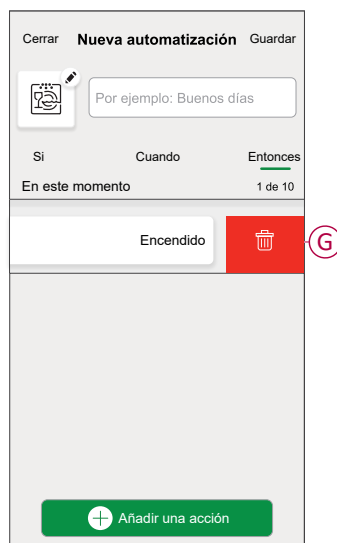 Cerrar Nueva automatización Guardar
Por ejemplo: Buenos días
Si Cuando Entonces
En este momento 1 de 10
Encendido
G
Añadir una acción